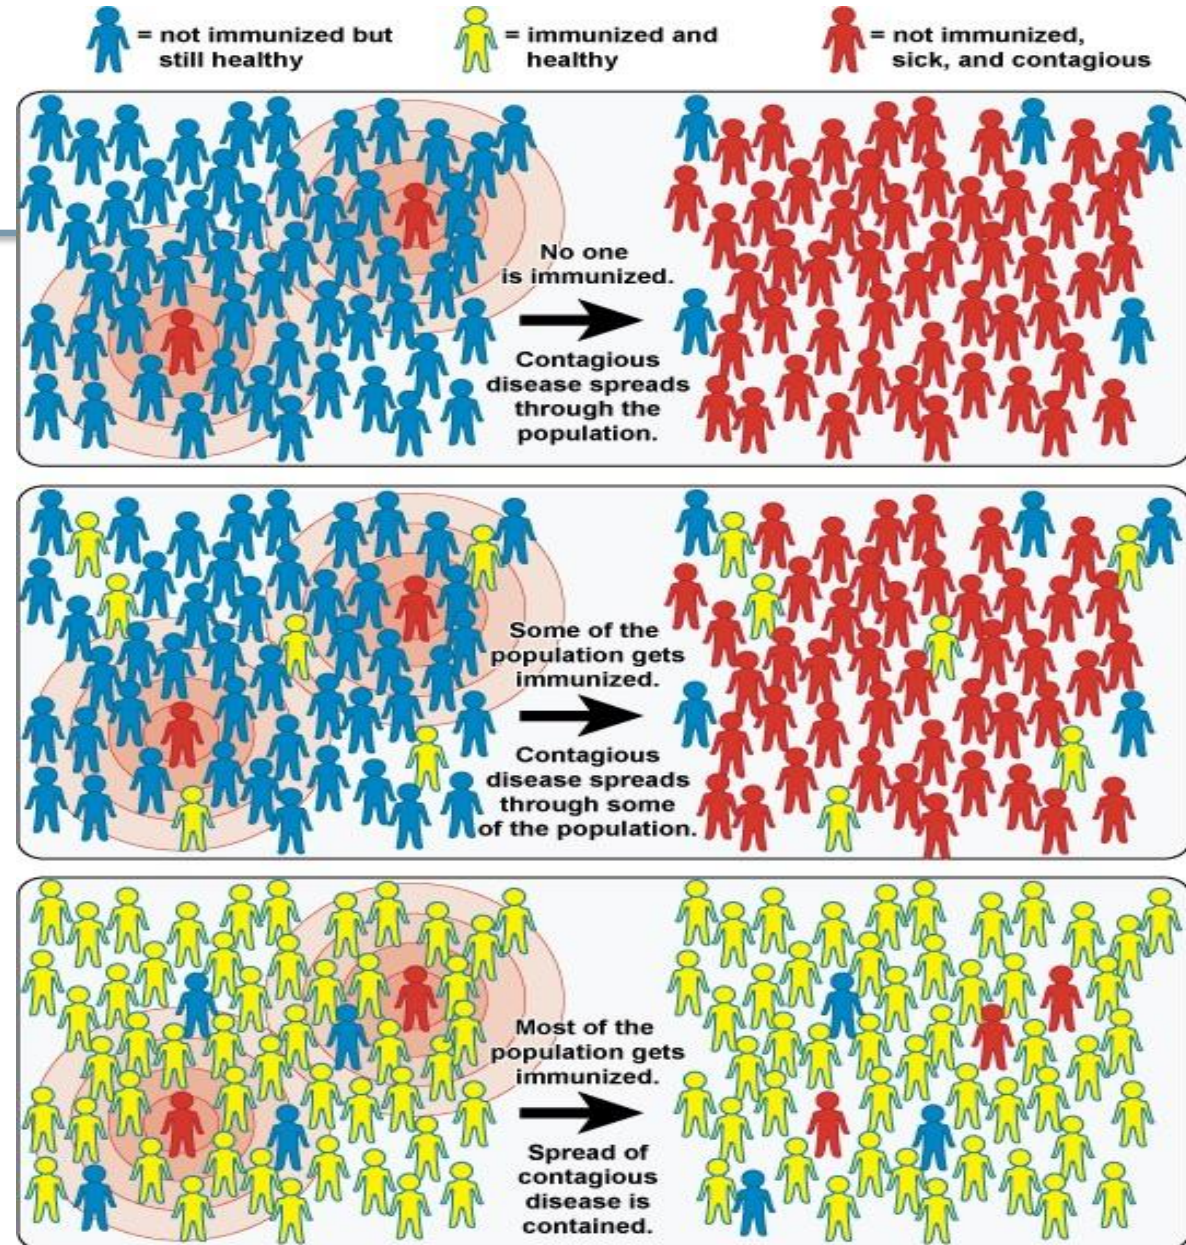 = not immunized but
still healthy
= immunized and
healthy
= not immunized,
sick, and contagious
No one
is immunized.
Contagious
disease spreads
through the
population.
Some of the
population gets
immunized.
Contagious
disease spreads
through some
of the population.
Most of the
population gets
immunized.
Spread of
contagious
disease is
contained.